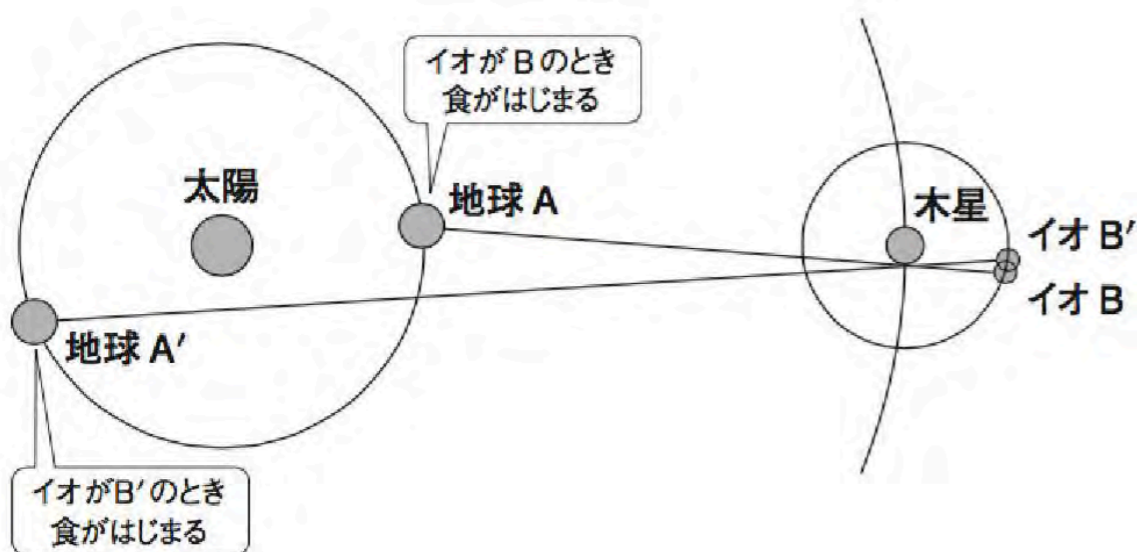 イオがBのとき
食がはじまる
太陽
地球A
木星
イオB′
イオB
地球A′
イオがB′のとき
食がはじまる